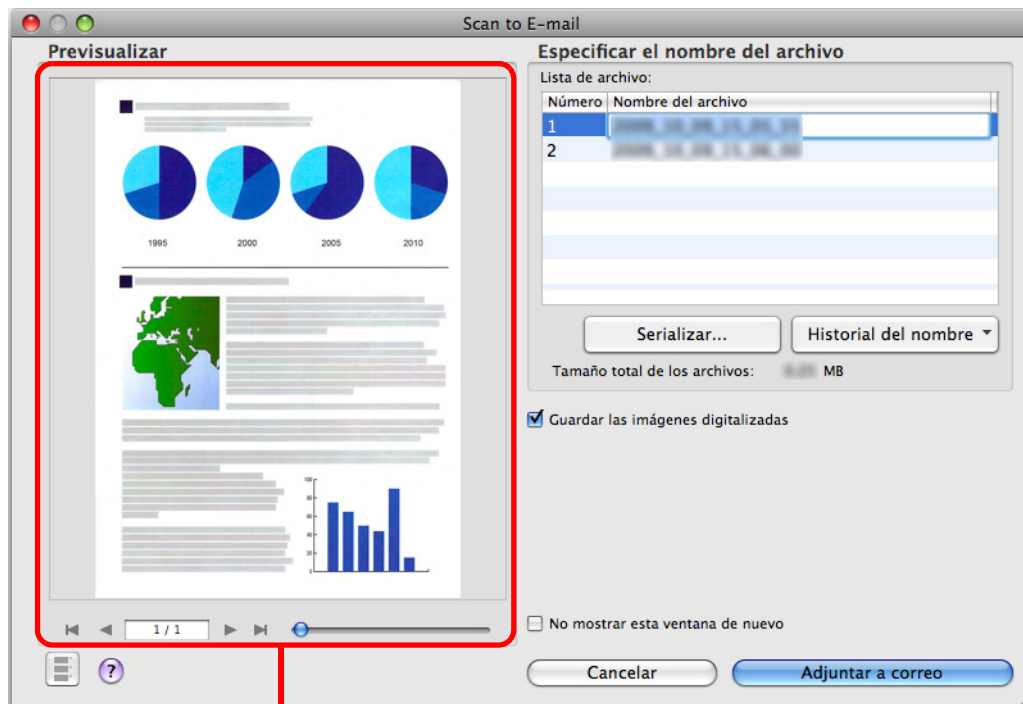 Scan to E-mail
Previsualizar
1995 2000 2005 2010
1 / 1
?
Especificar el nombre del archivo
Lista de archivo:
Número Nombre del archivo
1
2
Serializar... Historial del nombre
Tamaño total de los archivos: MB
Guardar las imágenes digitalizadas
No mostrar esta ventana de nuevo
Cancelar Adjuntar a correo